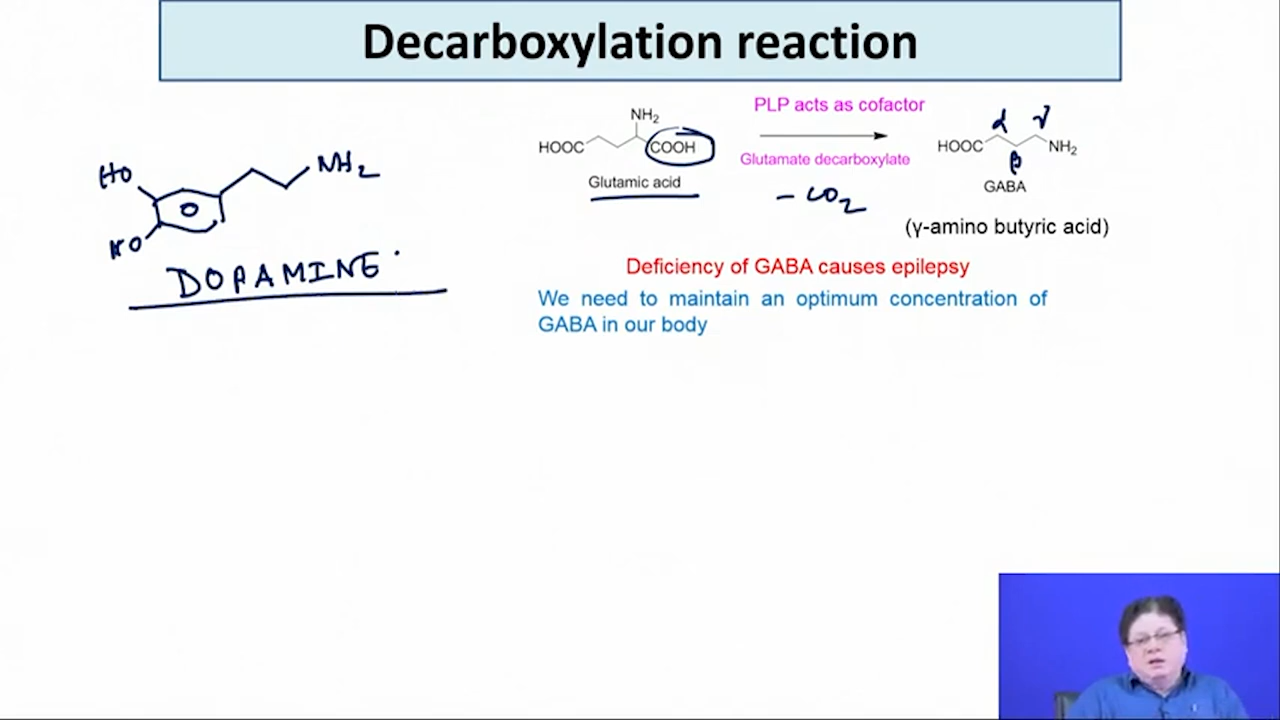 Decarboxylation reaction
HO
HO
NH2
DOPAMINE
NH2
HOOC
COOH
Glutamic acid
PLP acts as cofactor
Glutamate decarboxylate
- CO2
α
γ
HOOC
NH2
β
GABA
(γ-amino butyric acid)
Deficiency of GABA causes epilepsy
We need to maintain an optimum concentration of
GABA in our body